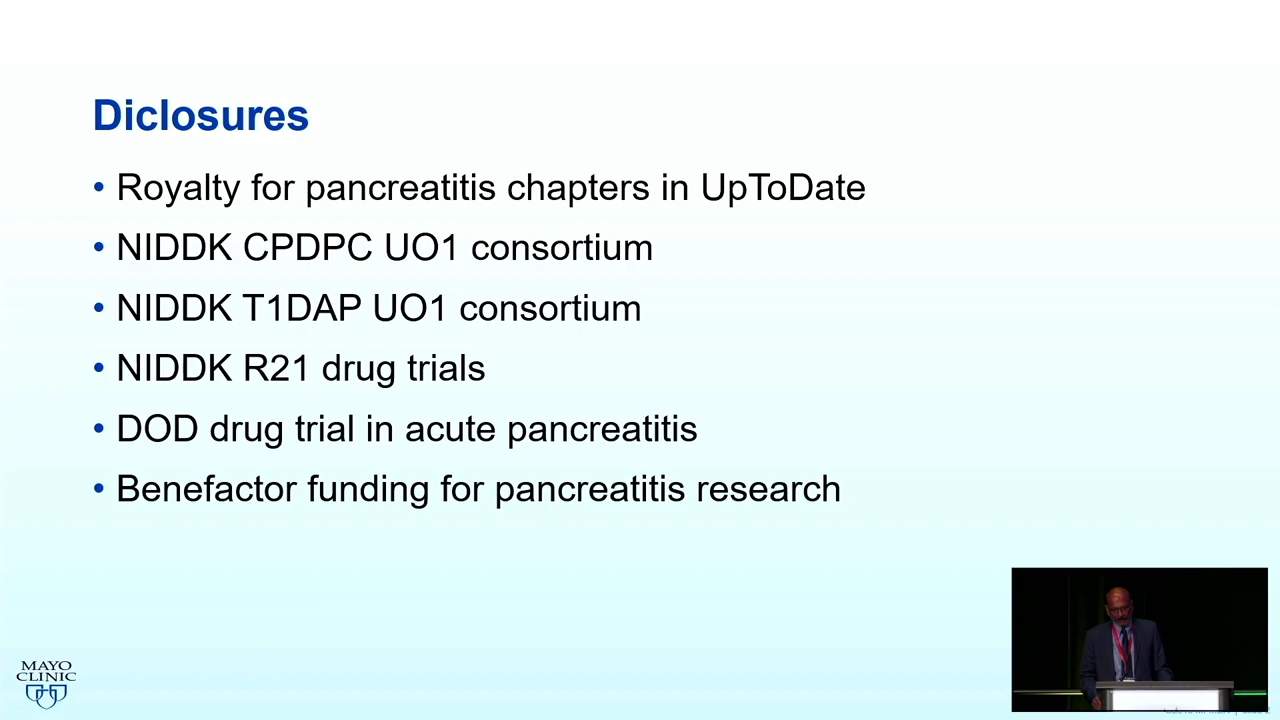 Diclosures
• Royalty for pancreatitis chapters in UpToDate
• NIDDK CPDPC UO1 consortium
• NIDDK T1DAP UO1 consortium
• NIDDK R21 drug trials
• DOD drug trial in acute pancreatitis
• Benefactor funding for pancreatitis research
MAYO
CLINIC